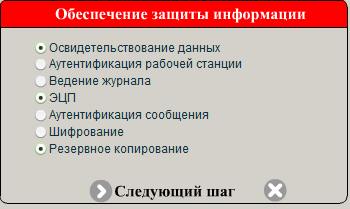 Обеспечение защиты информации
Освидетельствование данных
Аутентификация рабочей станции
Ведение журнала
ЭЦП
Аутентификация сообщения
Шифрование
Резервное копирование
Следующий шаг